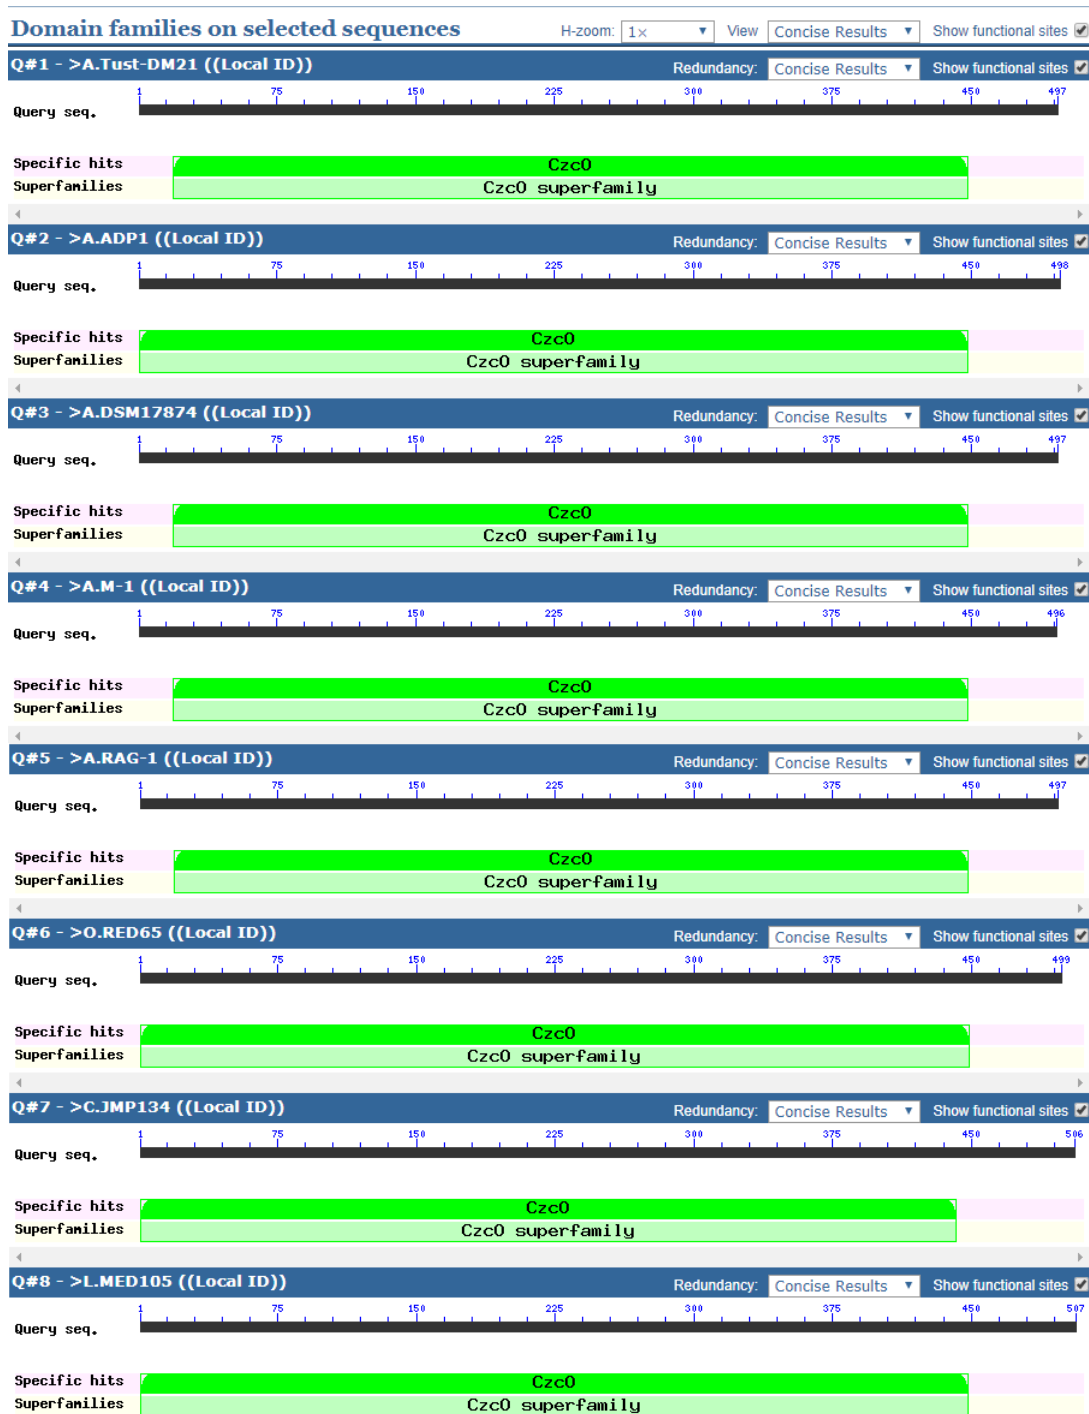 Domain families on selected sequences H-zoom: 1× View Concise Results Show functional sites
Q#1 - >A.Tust-DM21 ((Local ID)) Redundancy: Concise Results Show functional sites
1 75 150 225 300 375 450 497
Query seq.
Specific hits CzcO
Superfamilies CzcO superfamily
Q#2 - >A.ADP1 ((Local ID)) Redundancy: Concise Results Show functional sites
1 75 150 225 300 375 450 498
Query seq.
Specific hits CzcO
Superfamilies CzcO superfamily
Q#3 - >A.DSM17874 ((Local ID)) Redundancy: Concise Results Show functional sites
1 75 150 225 300 375 450 497
Query seq.
Specific hits CzcO
Superfamilies CzcO superfamily
Q#4 - >A.M-1 ((Local ID)) Redundancy: Concise Results Show functional sites
1 75 150 225 300 375 450 496
Query seq.
Specific hits CzcO
Superfamilies CzcO superfamily
Q#5 - >A.RAG-1 ((Local ID)) Redundancy: Concise Results Show functional sites
1 75 150 225 300 375 450 497
Query seq.
Specific hits CzcO
Superfamilies CzcO superfamily
Q#6 - >O.RED65 ((Local ID)) Redundancy: Concise Results Show functional sites
1 75 150 225 300 375 450 499
Query seq.
Specific hits CzcO
Superfamilies CzcO superfamily
Q#7 - >C.JMP134 ((Local ID)) Redundancy: Concise Results Show functional sites
1 75 150 225 300 375 450 506
Query seq.
Specific hits CzcO
Superfamilies CzcO superfamily
Q#8 - >L.MED105 ((Local ID)) Redundancy: Concise Results Show functional sites
1 75 150 225 300 375 450 507
Query seq.
Specific hits CzcO
Superfamilies CzcO superfamily